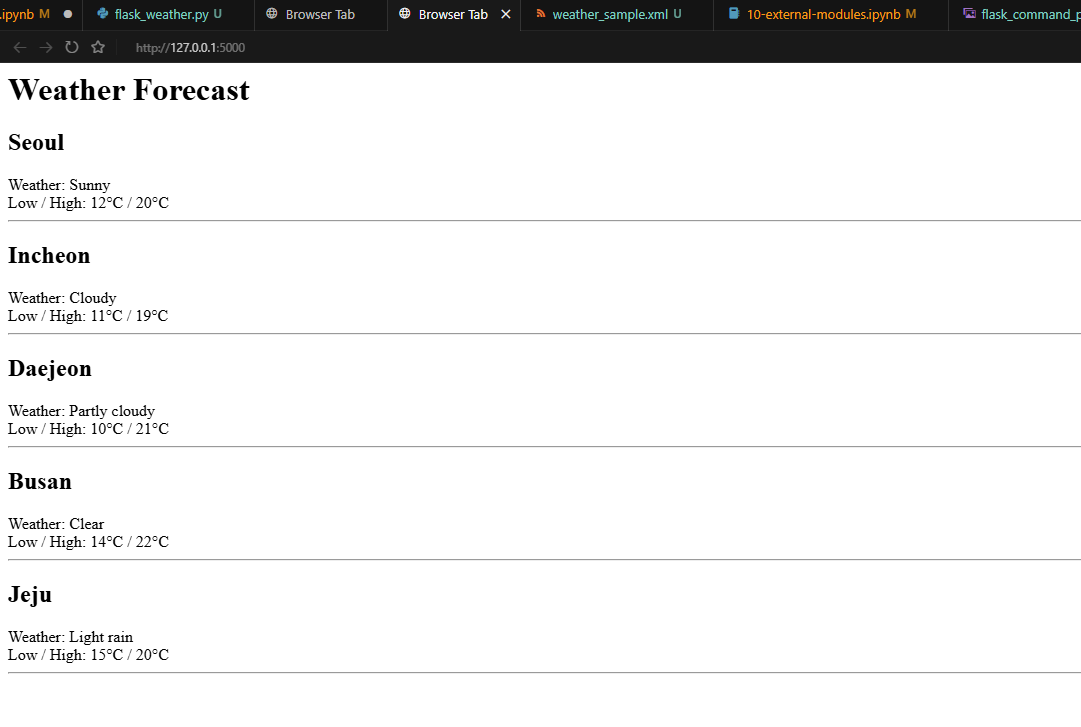 .ipynb M
flask_weather.py U
Browser Tab
Browser Tab
weather_sample.xml U
10-external-modules.ipynb M
flask_command_p
http://127.0.0.1:5000
Weather Forecast
Seoul
Weather: Sunny
Low / High: 12°C / 20°C
Incheon
Weather: Cloudy
Low / High: 11°C / 19°C
Daejeon
Weather: Partly cloudy
Low / High: 10°C / 21°C
Busan
Weather: Clear
Low / High: 14°C / 22°C
Jeju
Weather: Light rain
Low / High: 15°C / 20°C